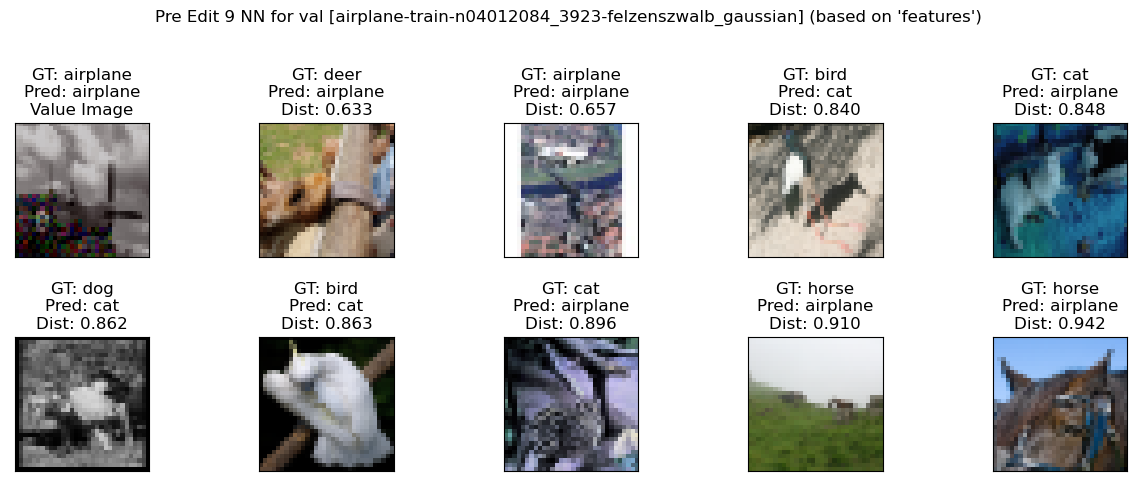 Pre Edit 9 NN for val [airplane-train-n04012084_3923-felzenszwalb_gaussian] (based on 'features')
GT: airplane
Pred: airplane
Value Image
GT: deer
Pred: airplane
Dist: 0.633
GT: airplane
Pred: airplane
Dist: 0.657
GT: bird
Pred: cat
Dist: 0.840
GT: cat
Pred: airplane
Dist: 0.848
GT: dog
Pred: cat
Dist: 0.862
GT: bird
Pred: cat
Dist: 0.863
GT: cat
Pred: airplane
Dist: 0.896
GT: horse
Pred: airplane
Dist: 0.910
GT: horse
Pred: airplane
Dist: 0.942